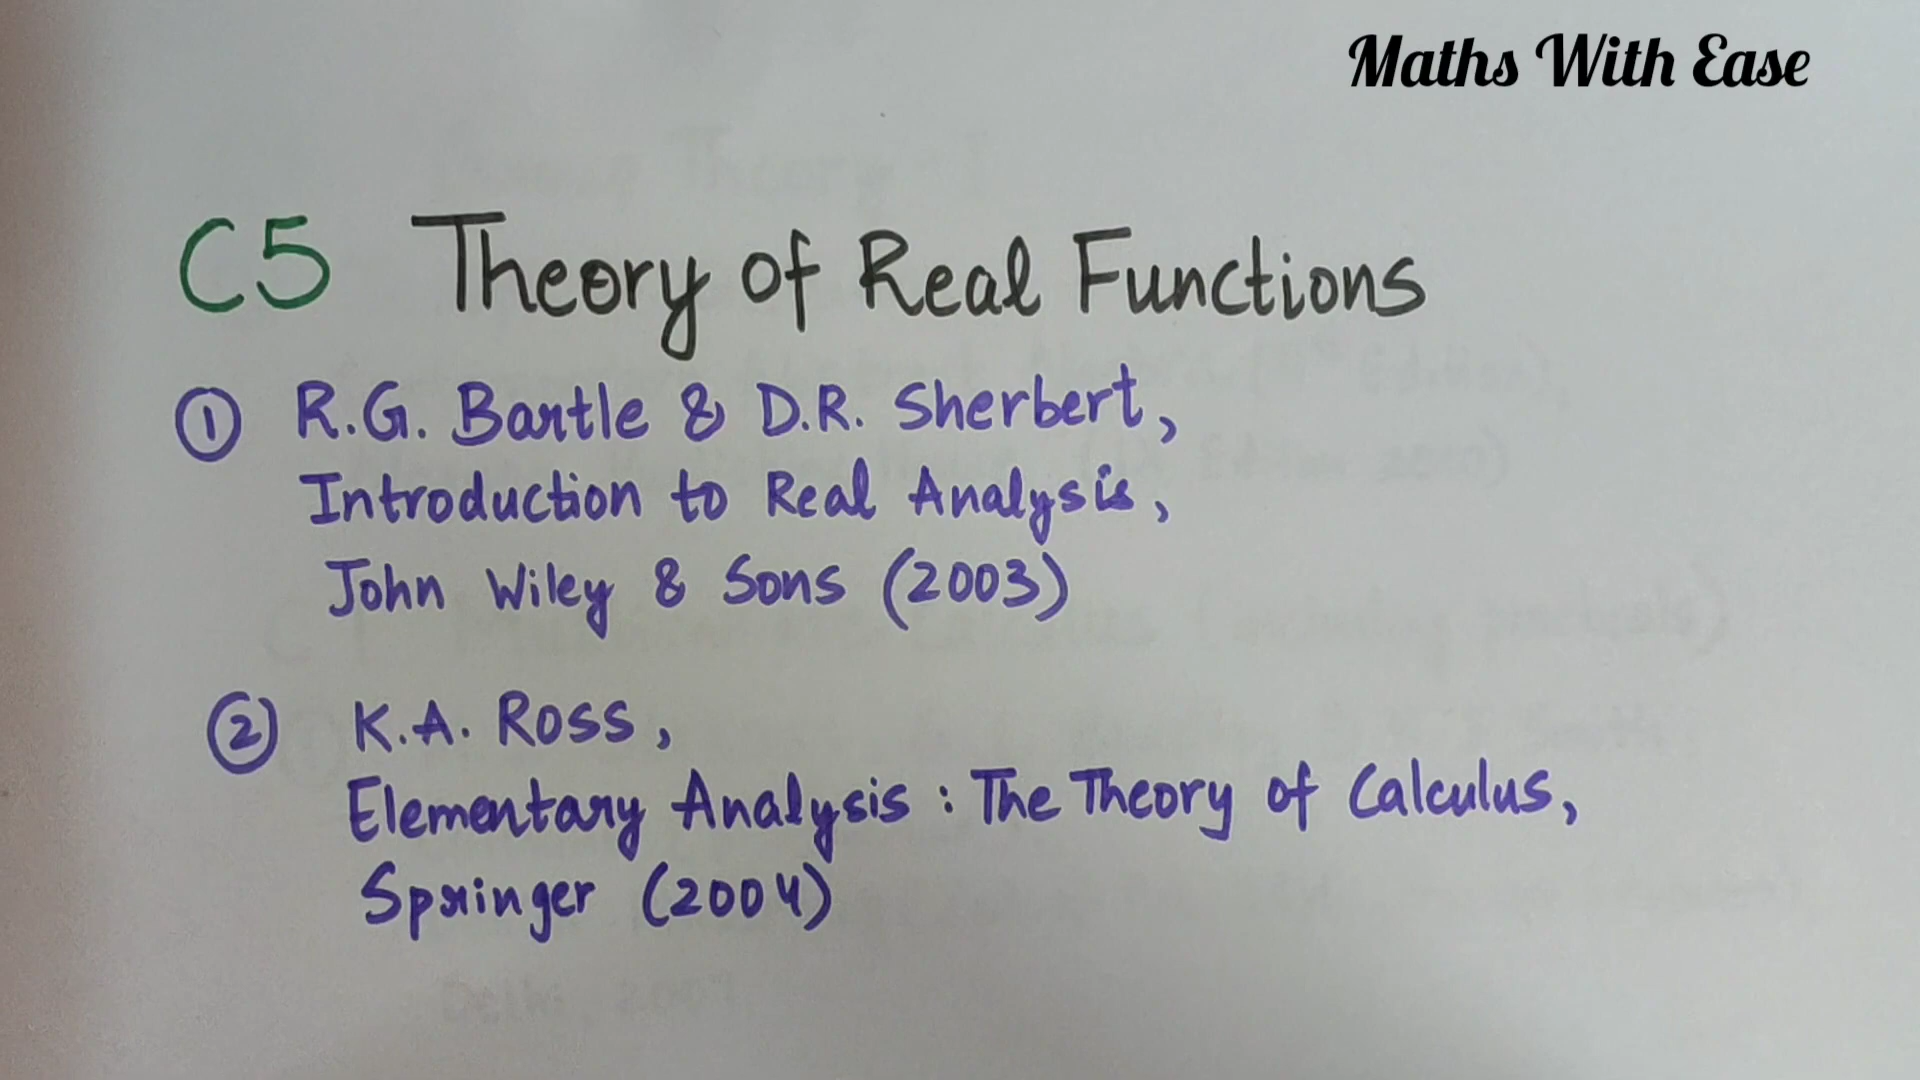 Maths With Ease
C5 Theory of Real Functions
① R.G. Bartle & D.R. Sherbert,
Introduction to Real Analysis,
John Wiley & Sons (2003)
② K.A. Ross,
Elementary Analysis : The Theory of Calculus,
Springer (2004)